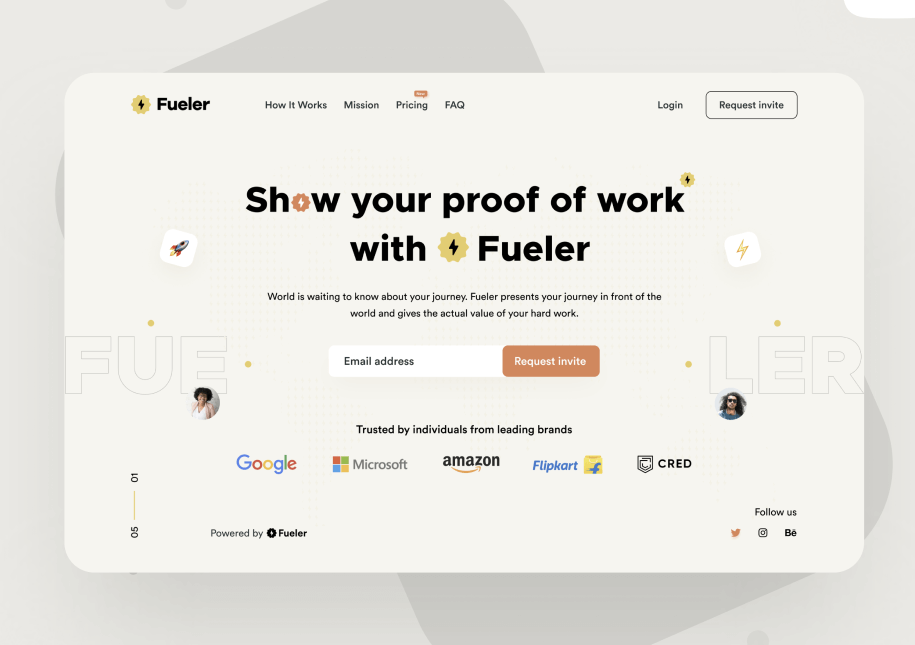 Fueler
How It Works
Mission
Pricing
FAQ
Login
Request invite
Show your proof of work
with Fueler
World is waiting to know about your journey. Fueler presents your journey in front of the
world and gives the actual value of your hard work.
FUE
LER
Email address
Request invite
Trusted by individuals from leading brands
Google
Microsoft
amazon
Flipkart
CRED
01
05
Powered by Fueler
Follow us
Bē